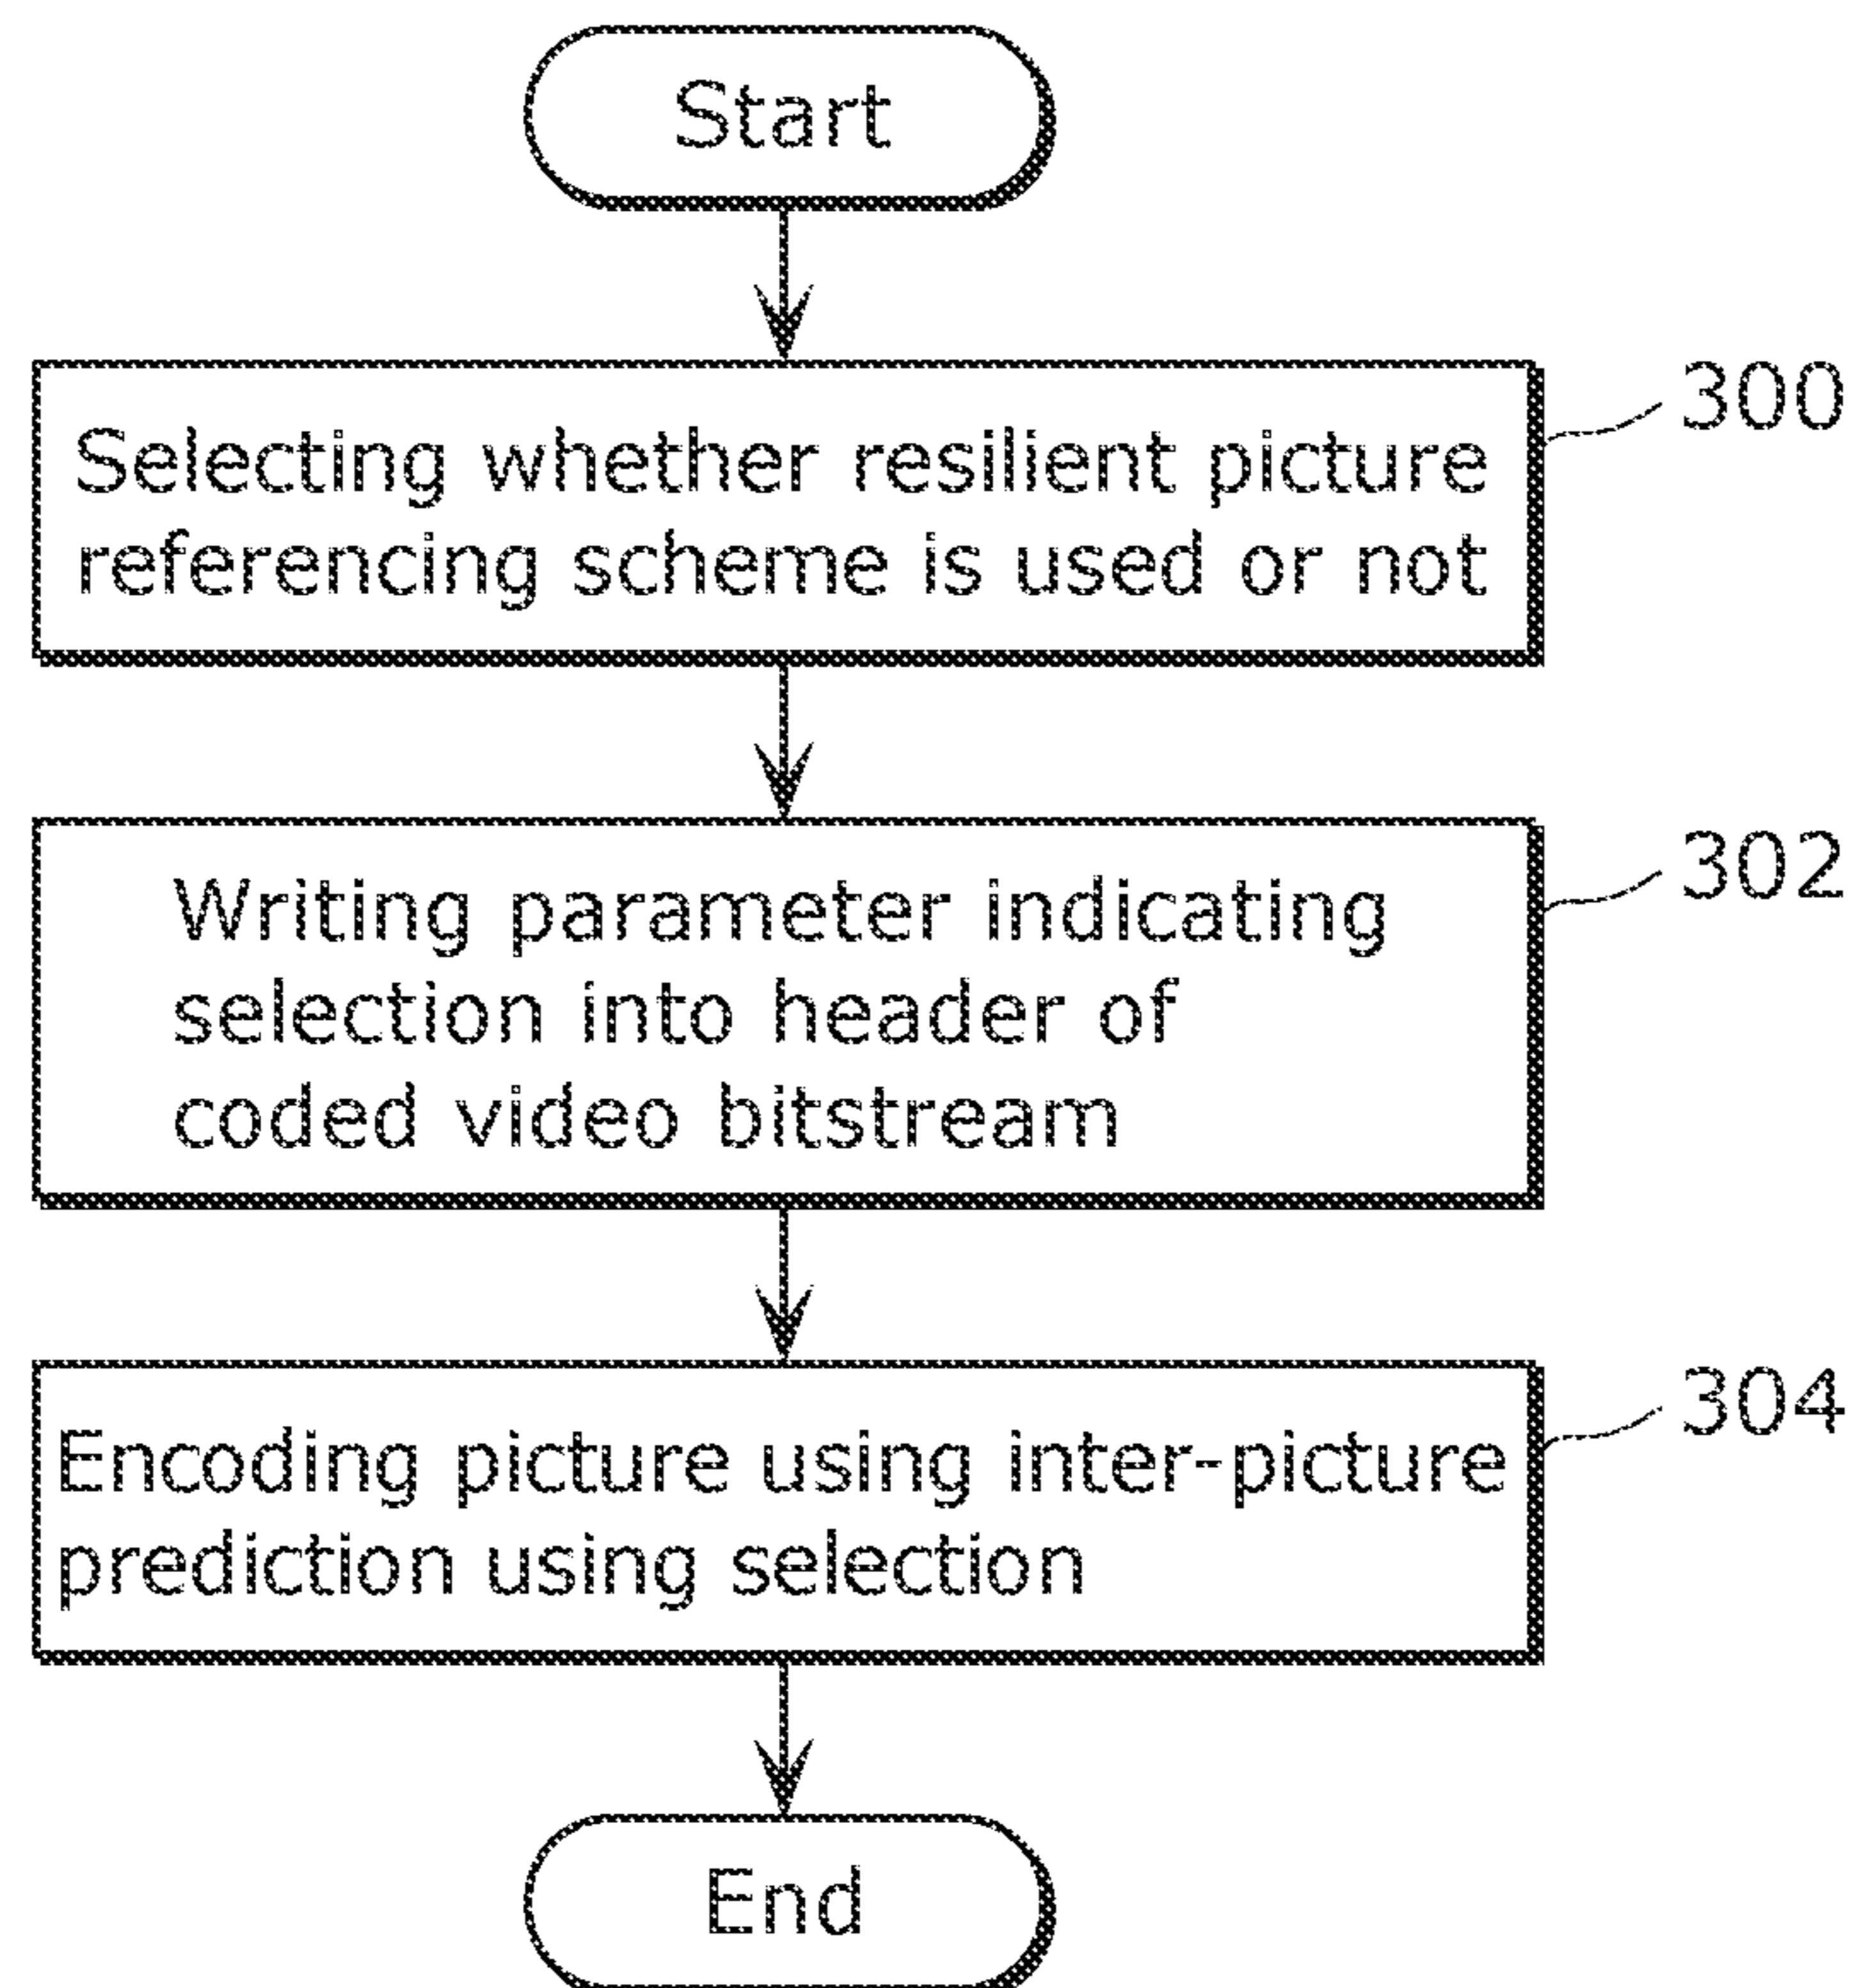 Start
300
Selecting whether resilient picture
referencing scheme is used or not
302
Writing parameter indicating
selection into header of
coded video bitstream
304
Encoding picture using inter-picture
prediction using selection
End